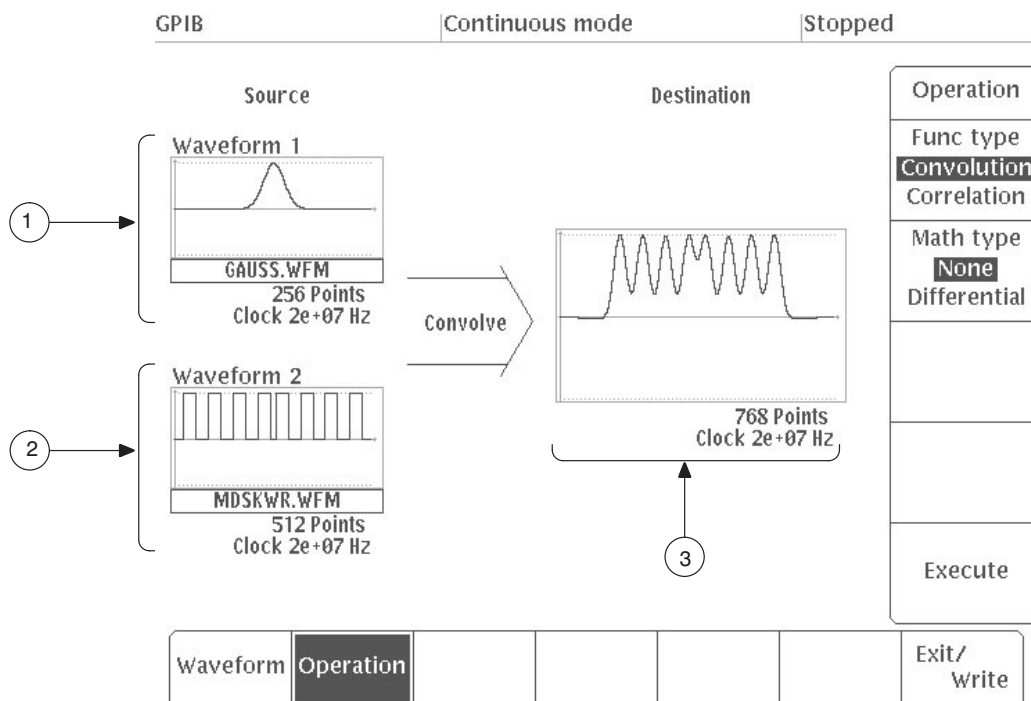 GPIB
Continuous mode
Stopped
Source
Destination
Waveform 1
GAUSS.WFM
256 Points
Clock 2e+07 Hz
1
Waveform 2
MDSKWR.WFM
512 Points
Clock 2e+07 Hz
2
Convolve
768 Points
Clock 2e+07 Hz
3
Operation
Func type
Convolution
Correlation
Math type
None
Differential
Execute
Waveform
Operation
Exit/
Write